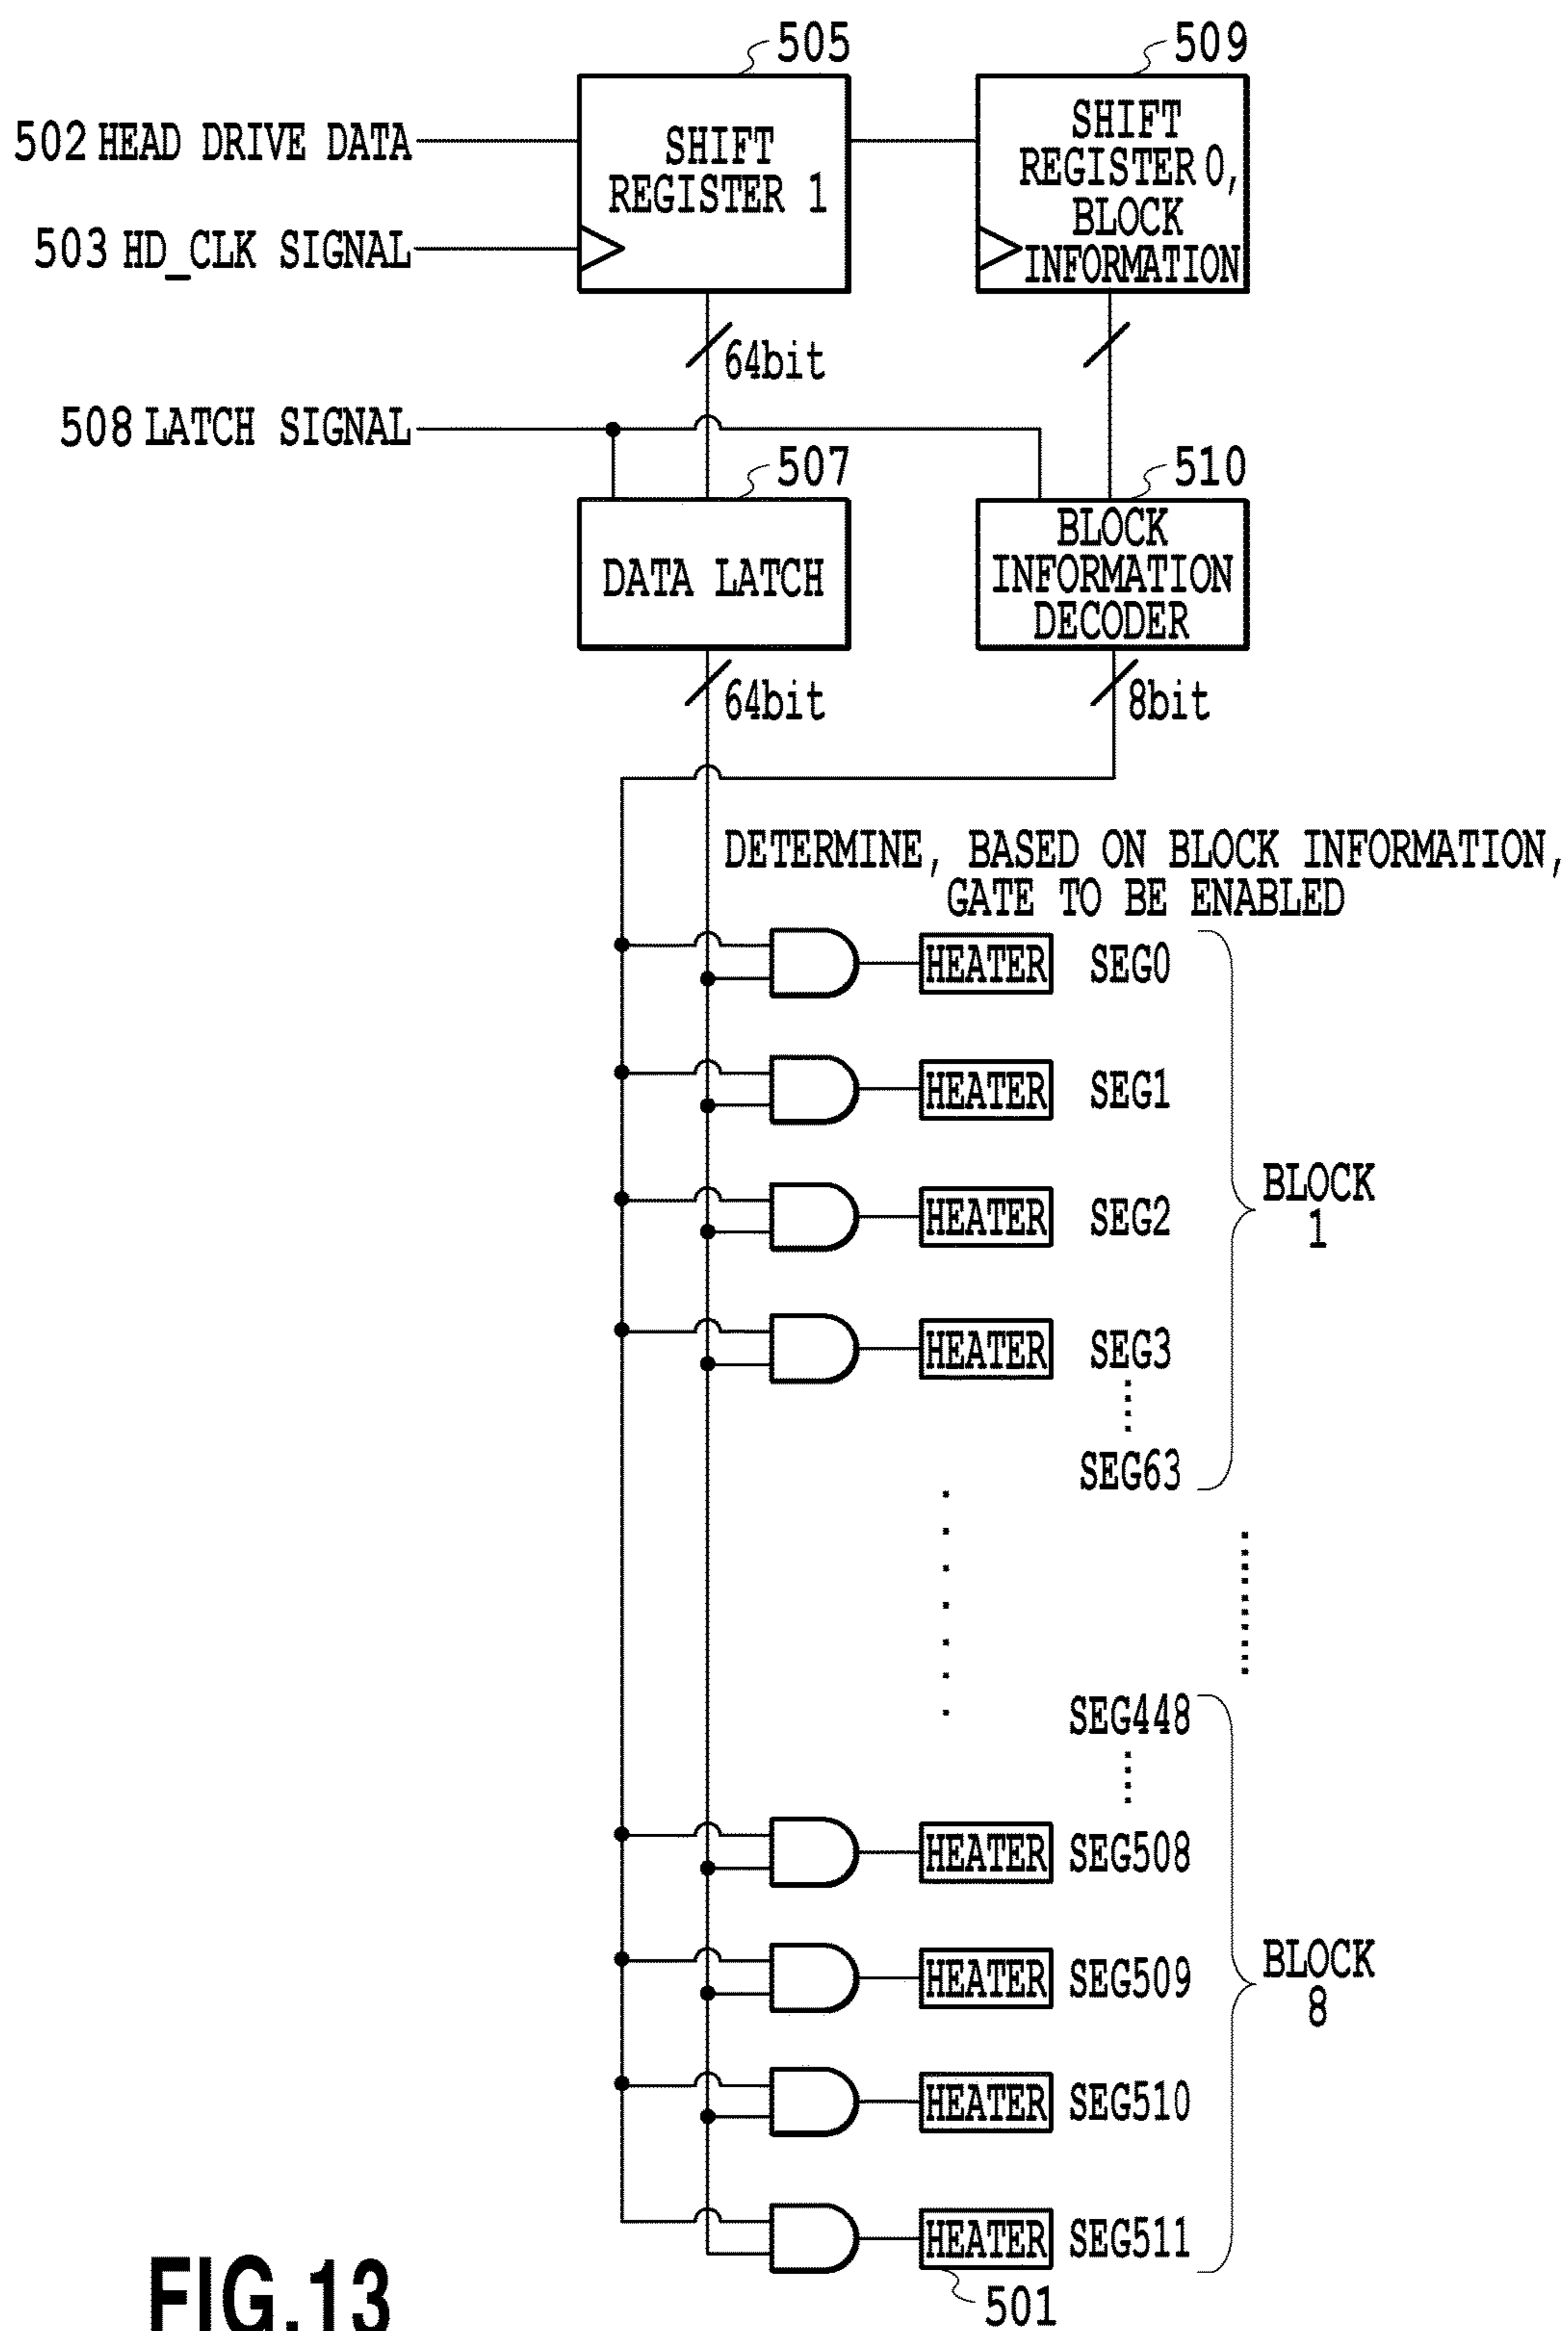 505
509
502 HEAD DRIVE DATA
SHIFT
REGISTER 1
SHIFT
REGISTER 0,
BLOCK
INFORMATION
503 HD_CLK SIGNAL
64bit
508 LATCH SIGNAL
507
510
DATA LATCH
BLOCK
INFORMATION
DECODER
64bit
8bit
DETERMINE, BASED ON BLOCK INFORMATION,
GATE TO BE ENABLED
HEATER SEG0
HEATER SEG1
HEATER SEG2
BLOCK
1
HEATER SEG3
SEG63
SEG448
HEATER SEG508
HEATER SEG509
BLOCK
8
HEATER SEG510
HEATER SEG511
501
FIG.13